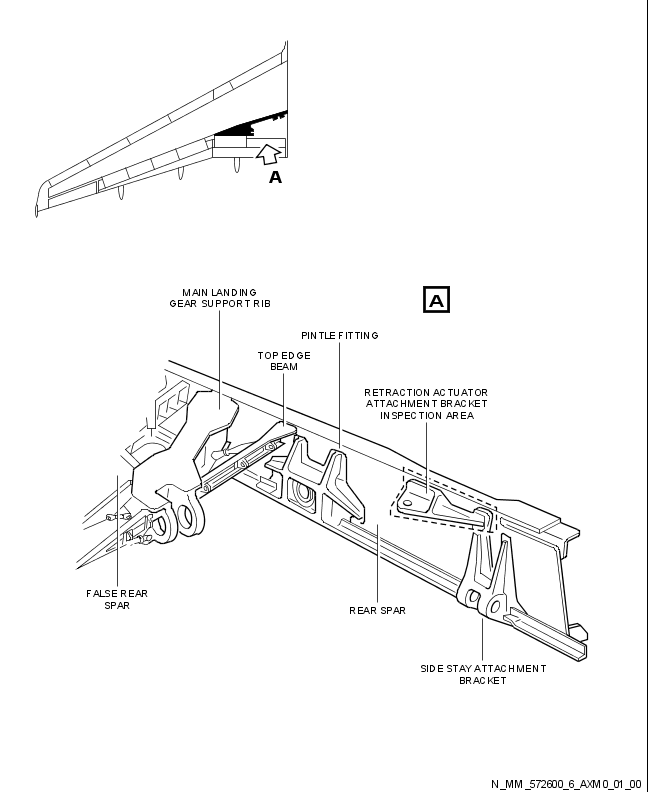 A
MAIN LANDING
GEAR SUPPORT RIB
A
PINTLE FITTING
TOP EDGE
BEAM
RETRACTION ACTUATOR
ATTACHMENT BRACKET
INSPECTION AREA
FALSE REAR
SPAR
REAR SPAR
SIDE STAY ATTACHMENT
BRACKET
N_MM_572600_6_AXM0_01_00